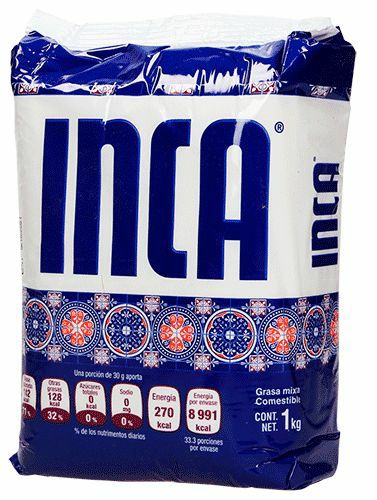 INCA®
INCA
Una porción de 30 g aporta
Otras grasas
128
kcal
32 %
Azúcares totales
0
kcal
0%
Sodio
0
mg
0%
Energía
270
kcal
Energía por envase
8 991
kcal
% de los nutrimentos diarios
33.3 porciones
por envase
Grasa mixta
Comestible
CONT.
NET. 1 kg